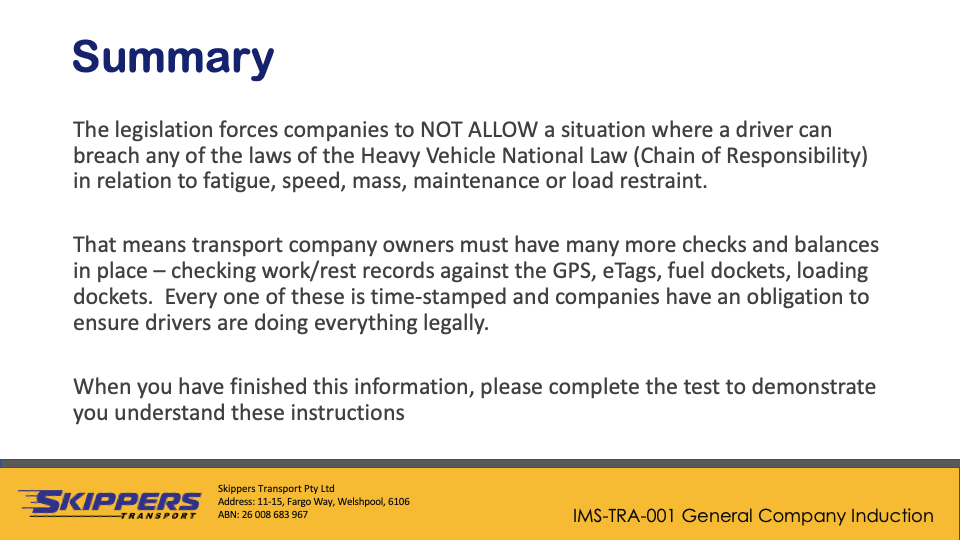 Summary
The legislation forces companies to NOT ALLOW a situation where a driver can
breach any of the laws of the Heavy Vehicle National Law (Chain of Responsibility)
in relation to fatigue, speed, mass, maintenance or load restraint.
That means transport company owners must have many more checks and balances
in place – checking work/rest records against the GPS, eTags, fuel dockets, loading
dockets.  Every one of these is time-stamped and companies have an obligation to
ensure drivers are doing everything legally.
When you have finished this information, please complete the test to demonstrate
you understand these instructions
SKIPPERS
TRANSPORT
Skippers Transport Pty Ltd
Address: 11-15, Fargo Way, Welshpool, 6106
ABN: 26 008 683 967
IMS-TRA-001 General Company Induction